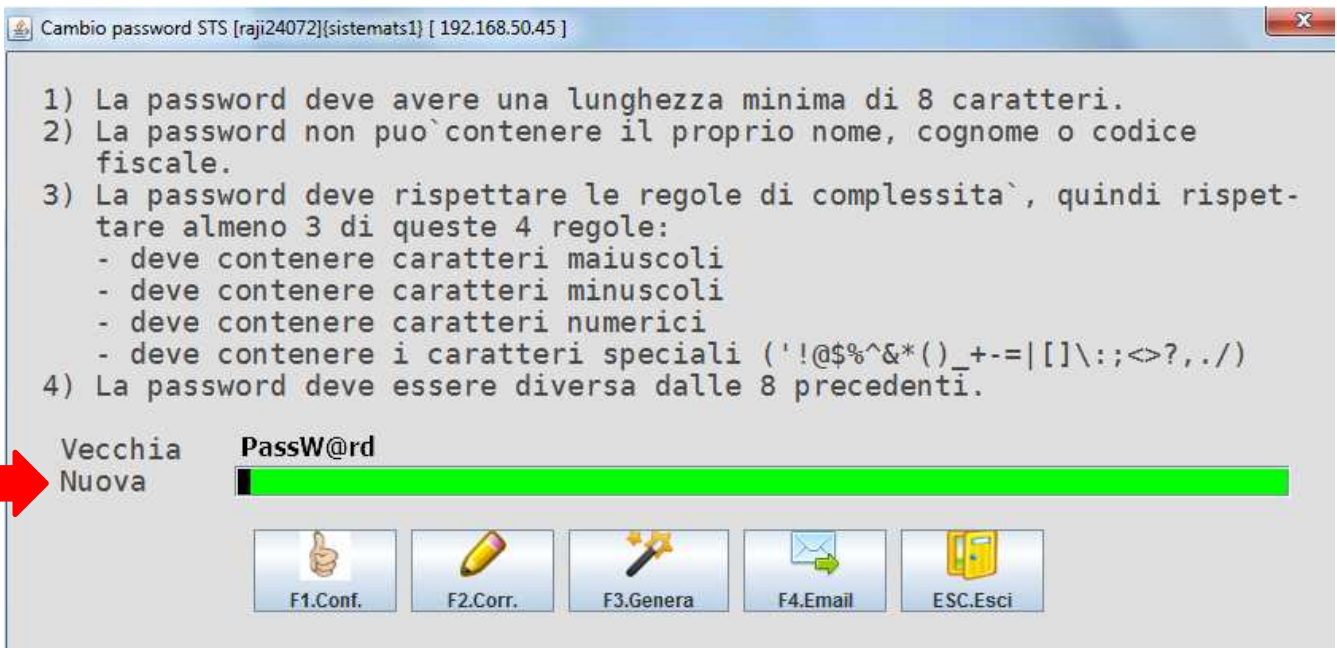 Cambio password STS [raji24072]{sistemats1} [ 192.168.50.45 ]
1) La password deve avere una lunghezza minima di 8 caratteri.
2) La password non puo`contenere il proprio nome, cognome o codice
fiscale.
3) La password deve rispettare le regole di complessita`, quindi rispet-
tare almeno 3 di queste 4 regole:
- deve contenere caratteri maiuscoli
- deve contenere caratteri minuscoli
- deve contenere caratteri numerici
- deve contenere i caratteri speciali ('!@$%^&*()_+-=|[]\:;<>?,./)
4) La password deve essere diversa dalle 8 precedenti.
Vecchia PassW@rd
Nuova
F1.Conf. F2.Corr. F3.Genera F4.Email ESC.Esci